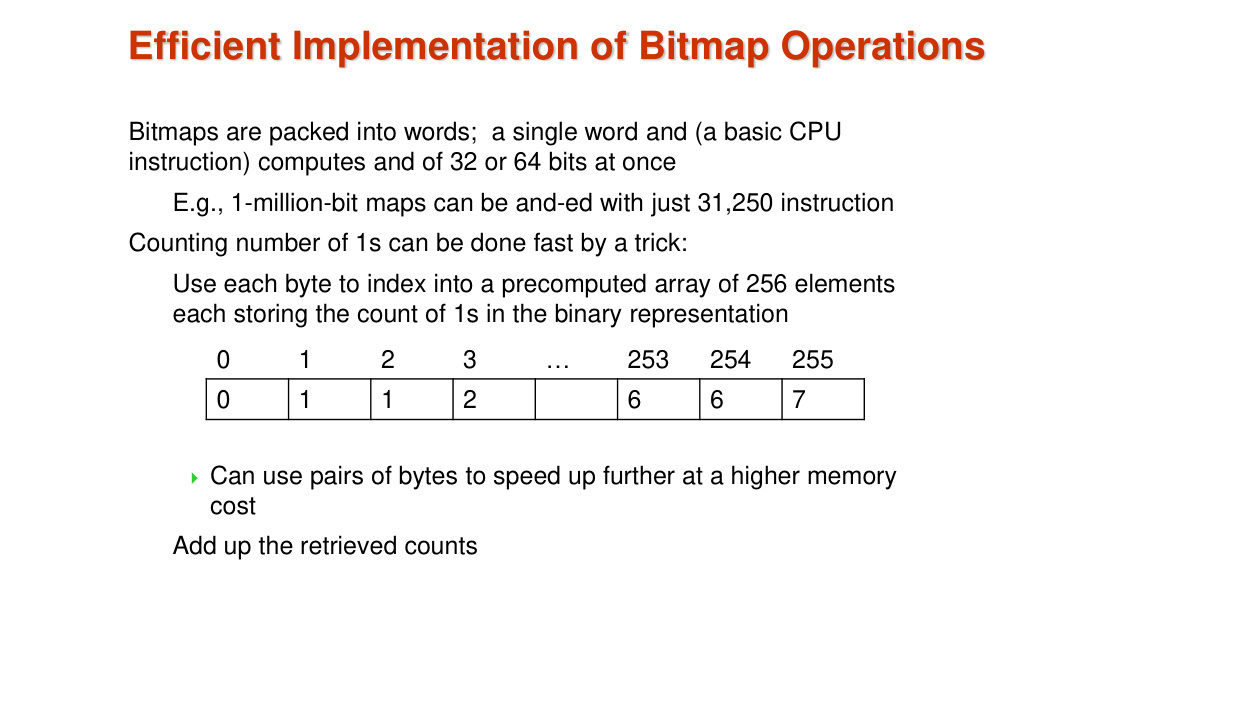 Efficient Implementation of Bitmap Operations
Bitmaps are packed into words;  a single word and (a basic CPU
instruction) computes and of 32 or 64 bits at once
E.g., 1-million-bit maps can be and-ed with just 31,250 instruction
Counting number of 1s can be done fast by a trick:
Use each byte to index into a precomputed array of 256 elements
each storing the count of 1s in the binary representation
0 1 2 3 … 253 254 255
0 1 1 2 6 6 7
Can use pairs of bytes to speed up further at a higher memory
cost
Add up the retrieved counts